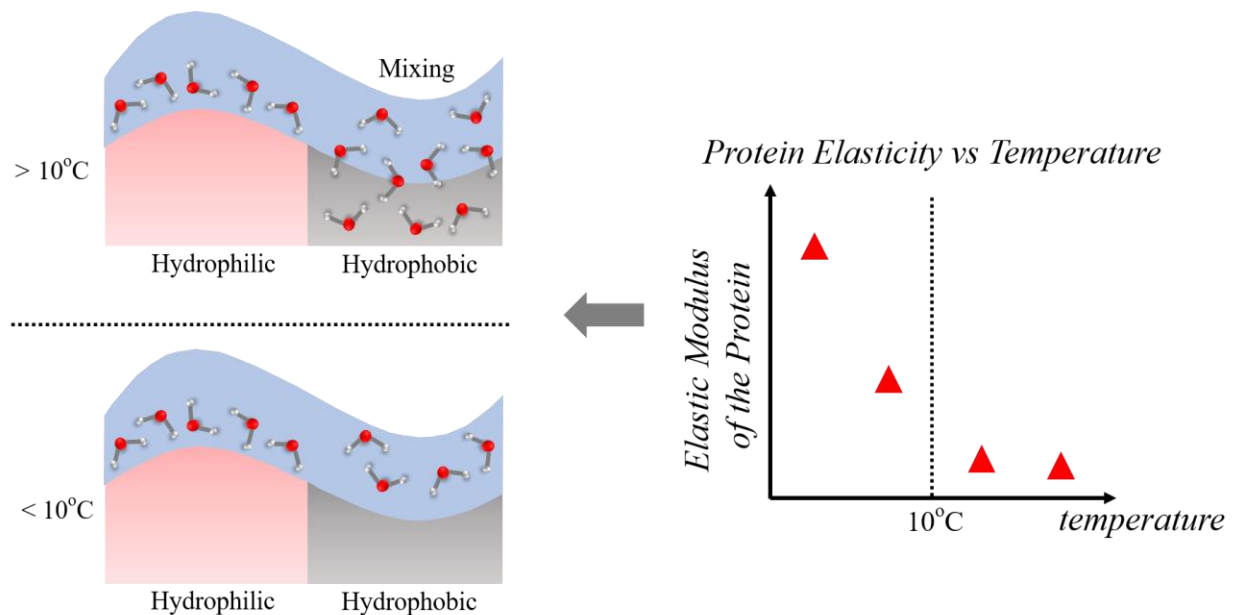 Mixing
> 10°C
Hydrophilic
Hydrophobic
< 10°C
Hydrophilic
Hydrophobic
Protein Elasticity vs Temperature
Elastic Modulus
of the Protein
10°C
temperature